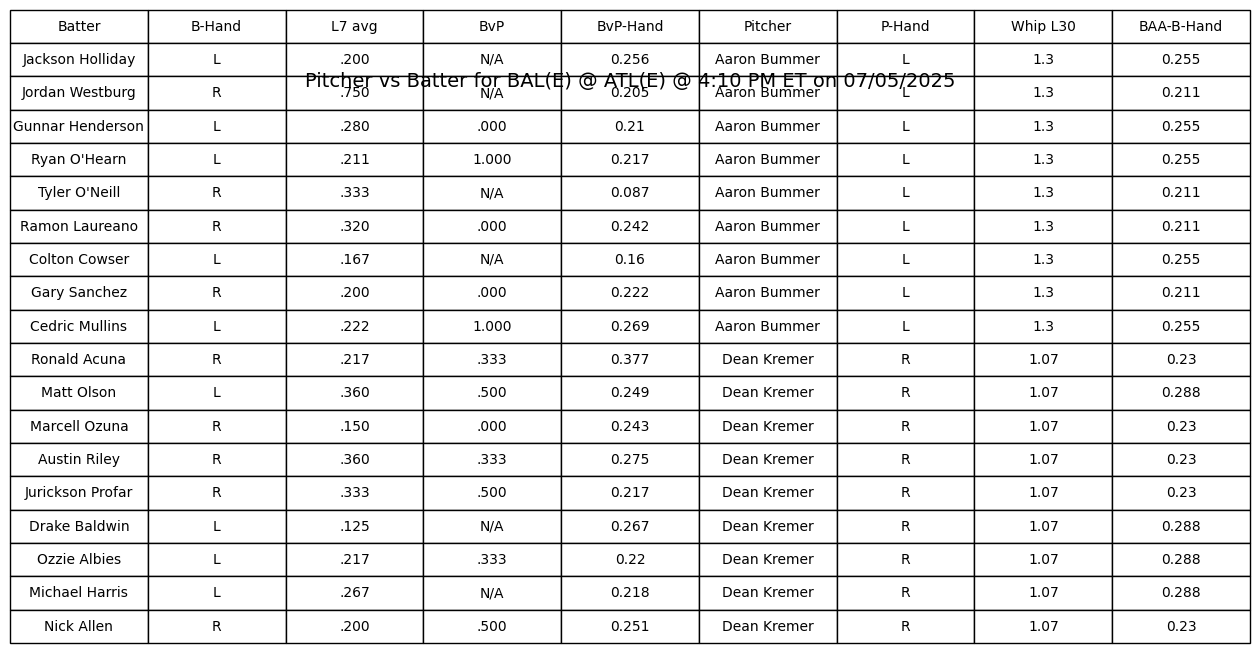 Batter B-Hand L7 avg BvP BvP-Hand Pitcher P-Hand Whip L30 BAA-B-Hand
Jackson Holliday L .200 N/A 0.256 Aaron Bummer L 1.3 0.255
Pitcher vs Batter for BAL(E) @ ATL(E) @ 4:10 PM ET on 07/05/2025
Jordan Westburg R .750 N/A 0.205 Aaron Bummer L 1.3 0.211
Gunnar Henderson L .280 .000 0.21 Aaron Bummer L 1.3 0.255
Ryan O'Hearn L .211 1.000 0.217 Aaron Bummer L 1.3 0.255
Tyler O'Neill R .333 N/A 0.087 Aaron Bummer L 1.3 0.211
Ramon Laureano R .320 .000 0.242 Aaron Bummer L 1.3 0.211
Colton Cowser L .167 N/A 0.16 Aaron Bummer L 1.3 0.255
Gary Sanchez R .200 .000 0.222 Aaron Bummer L 1.3 0.211
Cedric Mullins L .222 1.000 0.269 Aaron Bummer L 1.3 0.255
Ronald Acuna R .217 .333 0.377 Dean Kremer R 1.07 0.23
Matt Olson L .360 .500 0.249 Dean Kremer R 1.07 0.288
Marcell Ozuna R .150 .000 0.243 Dean Kremer R 1.07 0.23
Austin Riley R .360 .333 0.275 Dean Kremer R 1.07 0.23
Jurickson Profar R .333 .500 0.217 Dean Kremer R 1.07 0.23
Drake Baldwin L .125 N/A 0.267 Dean Kremer R 1.07 0.288
Ozzie Albies L .217 .333 0.22 Dean Kremer R 1.07 0.288
Michael Harris L .267 N/A 0.218 Dean Kremer R 1.07 0.288
Nick Allen R .200 .500 0.251 Dean Kremer R 1.07 0.23